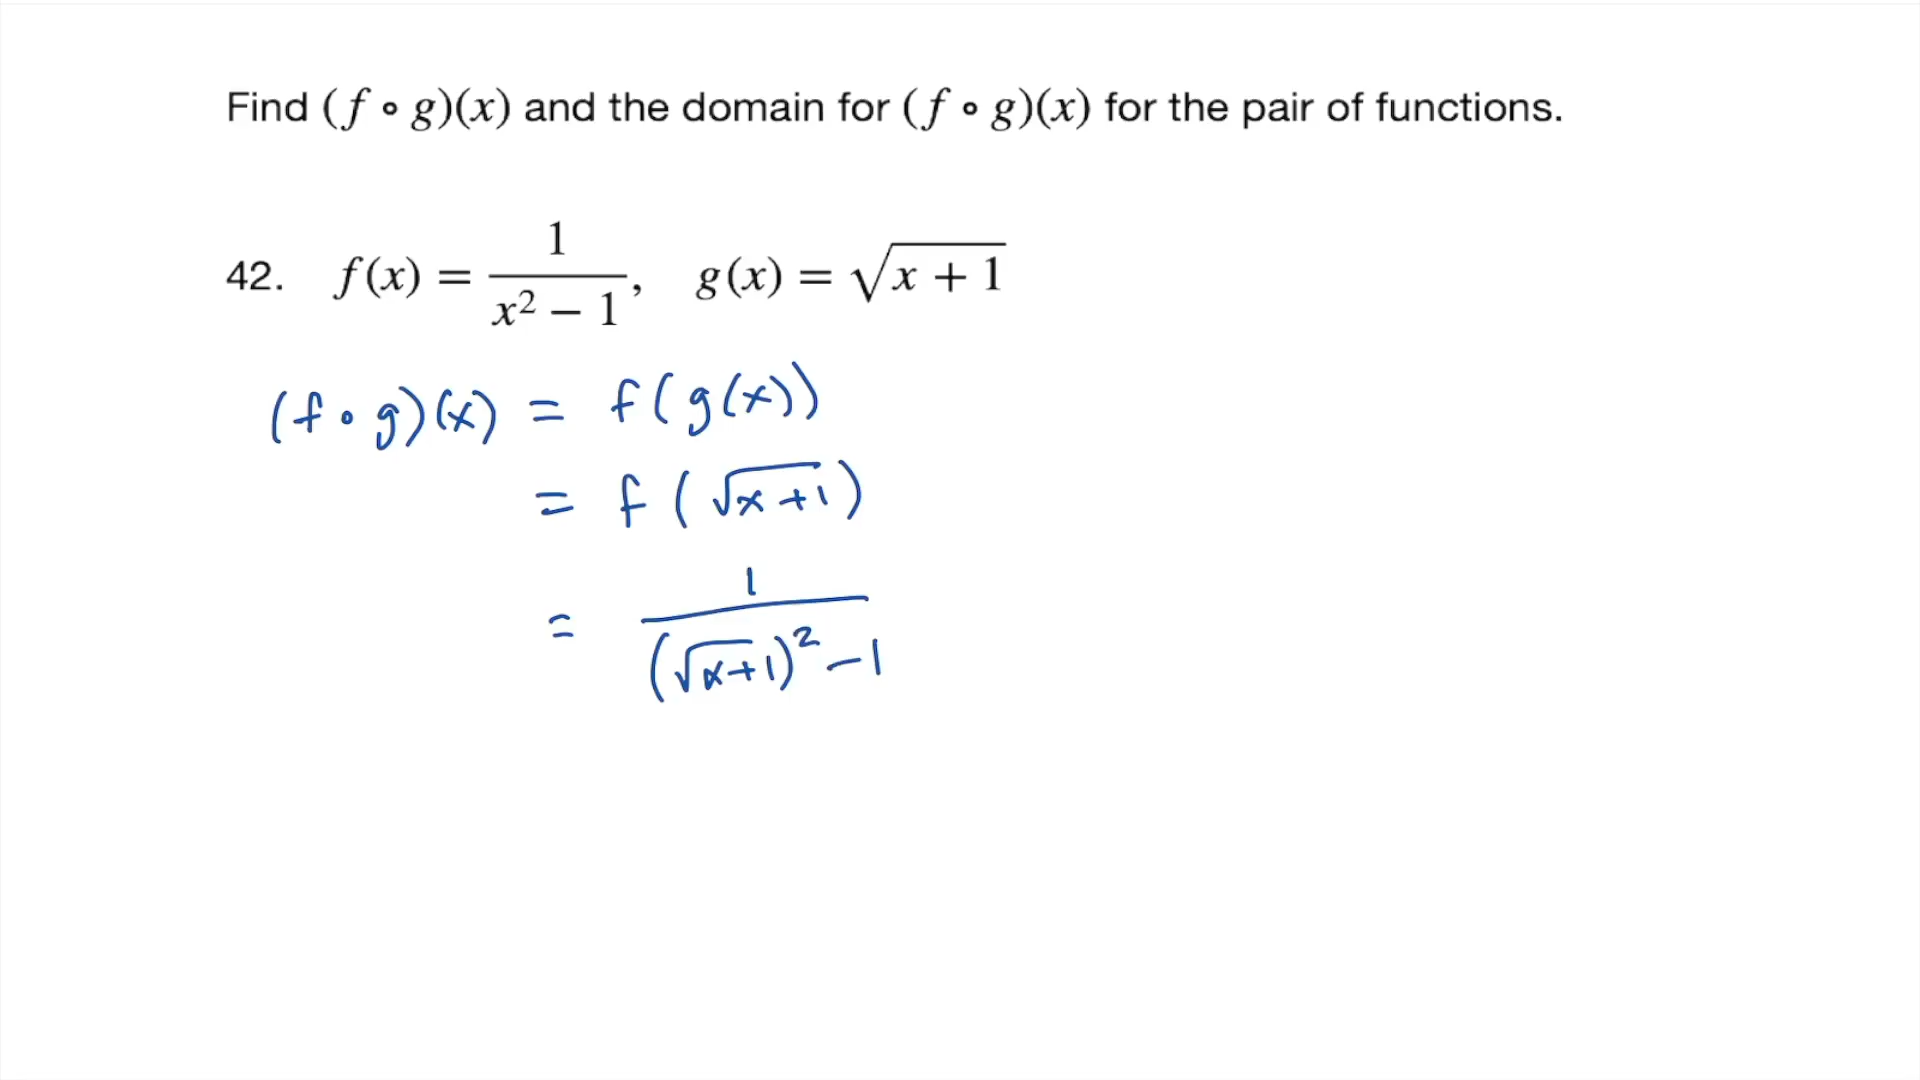 Find (f ∘ g)(x) and the domain for (f ∘ g)(x) for the pair of functions.
42. f(x) = 1/(x² − 1), g(x) = √(x + 1)
(f ∘ g)(x) = f(g(x))
= f(√(x+1))
= 1/((√(x+1))² − 1)